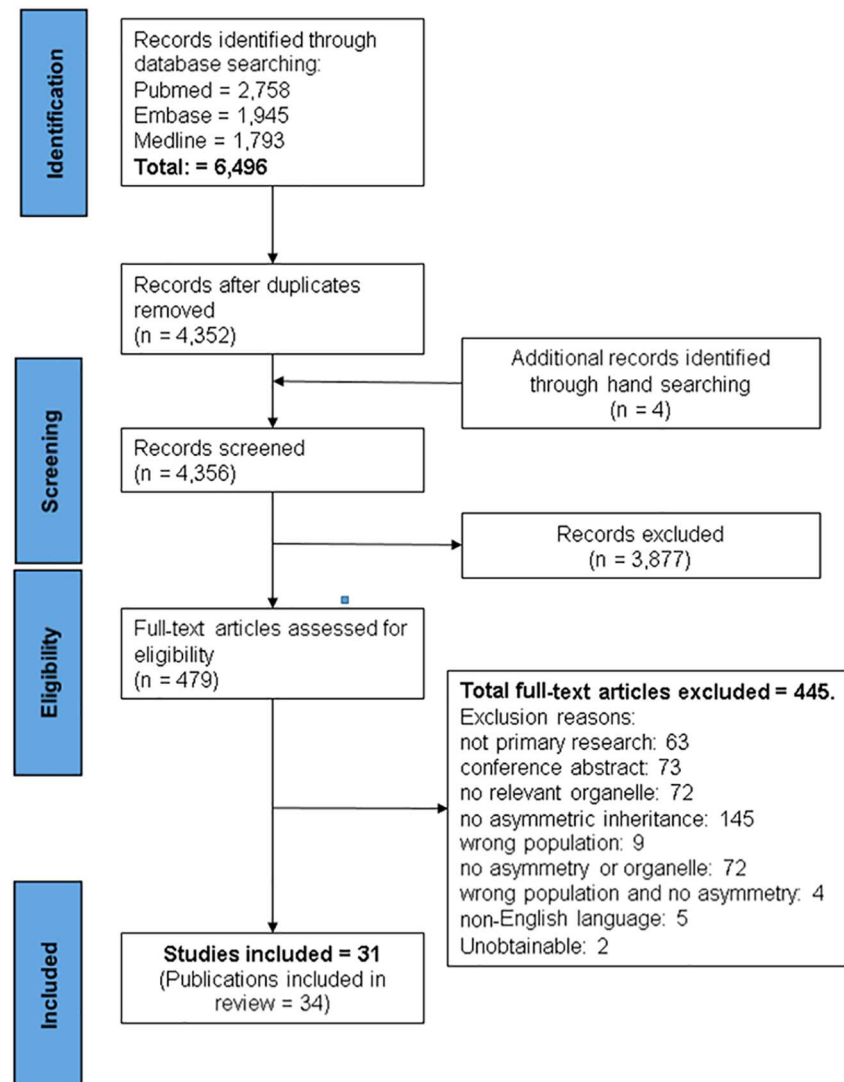 Identification
Records identified through
database searching:
Pubmed = 2,758
Embase = 1,945
Medline = 1,793
Total: = 6,496
Records after duplicates
removed
(n = 4,352)
Screening
Additional records identified
through hand searching
(n = 4)
Records screened
(n = 4,356)
Records excluded
(n = 3,877)
Eligibility
Full-text articles assessed for
eligibility
(n = 479)
Total full-text articles excluded = 445.
Exclusion reasons:
not primary research: 63
conference abstract: 73
no relevant organelle: 72
no asymmetric inheritance: 145
wrong population: 9
no asymmetry or organelle: 72
wrong population and no asymmetry: 4
non-English language: 5
Unobtainable: 2
Included
Studies included = 31
(Publications included in
review = 34)